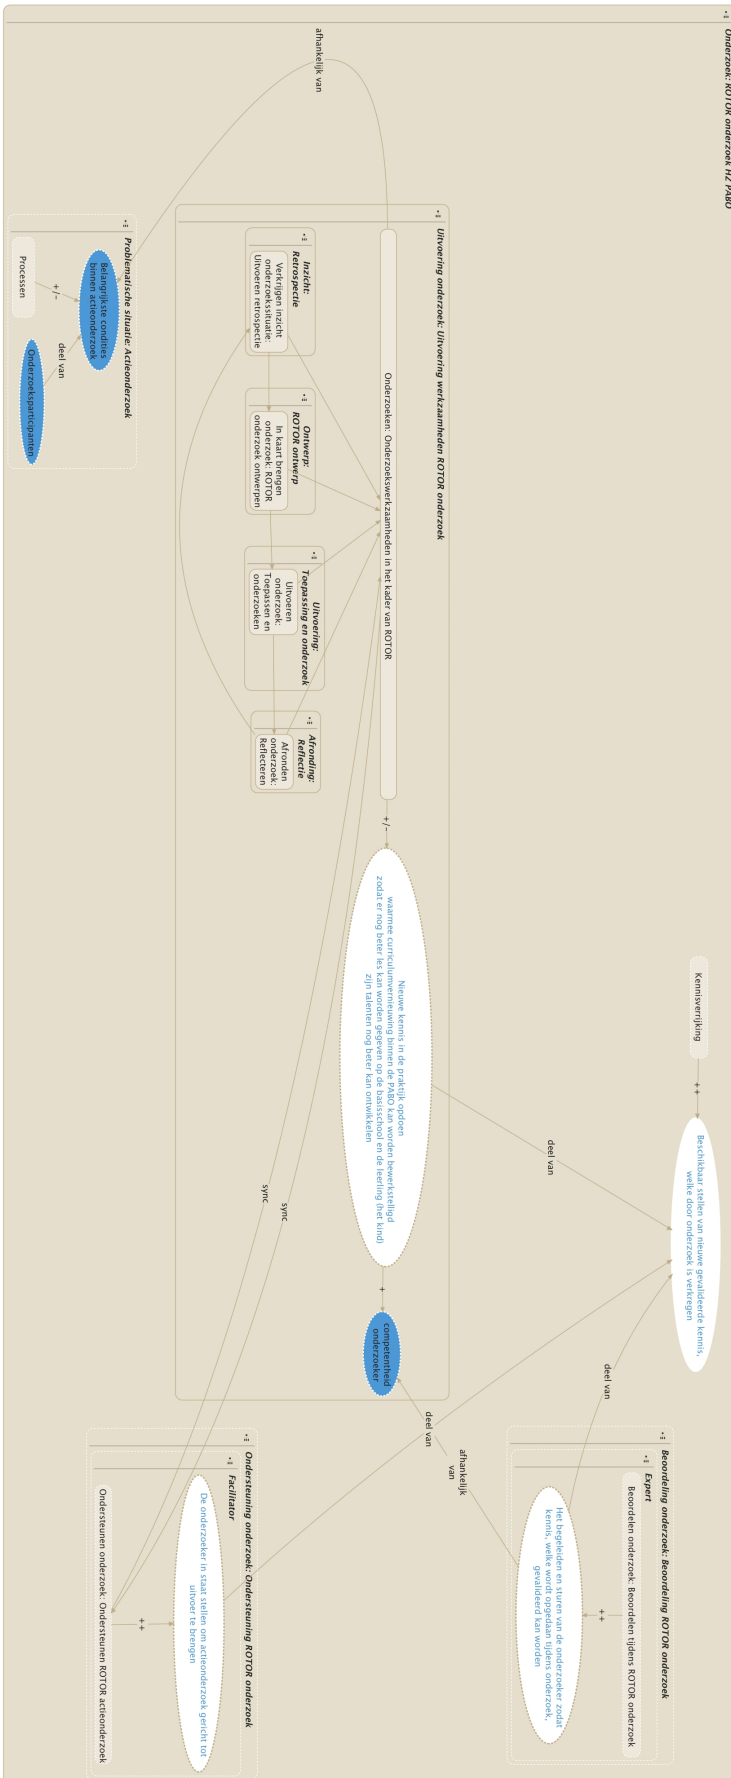 Onderzoek: ROTOR onderzoek HZ PABO
afhankelijk van
Kennisverrijking
++
Beschikbaar stellen van nieuwe gevalideerde kennis,
welke door onderzoek is verkregen
Uitvoering onderzoek: Uitvoering werkzaamheden ROTOR onderzoek
Onderzoeken: Onderzoekswerkzaamheden in het kader van ROTOR
+/-
Nieuwe kennis in de praktijk opdoen
waarmee curriculumvernieuwing binnen de PABO kan worden bewerkstelligd
zodat er nog beter les kan worden gegeven op de basisschool en de leerling (het kind)
zijn talenten nog beter kan ontwikkelen
+
competentheid
onderzoeker
deel van
Inzicht:
Retrospectie
Verkrijgen inzicht
onderzoekssituatie:
Uitvoeren retrospectie
Ontwerp:
ROTOR ontwerp
In kaart brengen
onderzoek: ROTOR
onderzoek ontwerpen
Uitvoering:
Toepassing en onderzoek
Uitvoeren
onderzoek:
Toepassen en
onderzoeken
Afronding:
Reflectie
Afronden
onderzoek:
Reflecteren
Problematische situatie: Actieonderzoek
Belangrijkste condities
binnen actieonderzoek
+/-
Processen
deel van
Onderzoeksparticipanten
sync
sync
deel van
deel van
afhankelijk
van
Beoordeling onderzoek: Beoordeling ROTOR onderzoek
Expert
Beoordelen onderzoek: Beoordelen tijdens ROTOR onderzoek
++
Het begeleiden en sturen van de onderzoeker zodat
kennis, welke wordt opgedaan tijdens onderzoek,
gevalideerd kan worden
Ondersteuning onderzoek: Ondersteuning ROTOR onderzoek
Facilitator
De onderzoeker in staat stellen om actieonderzoek gericht tot
uitvoer te brengen
++
Ondersteunen onderzoek: Ondersteunen ROTOR actieonderzoek